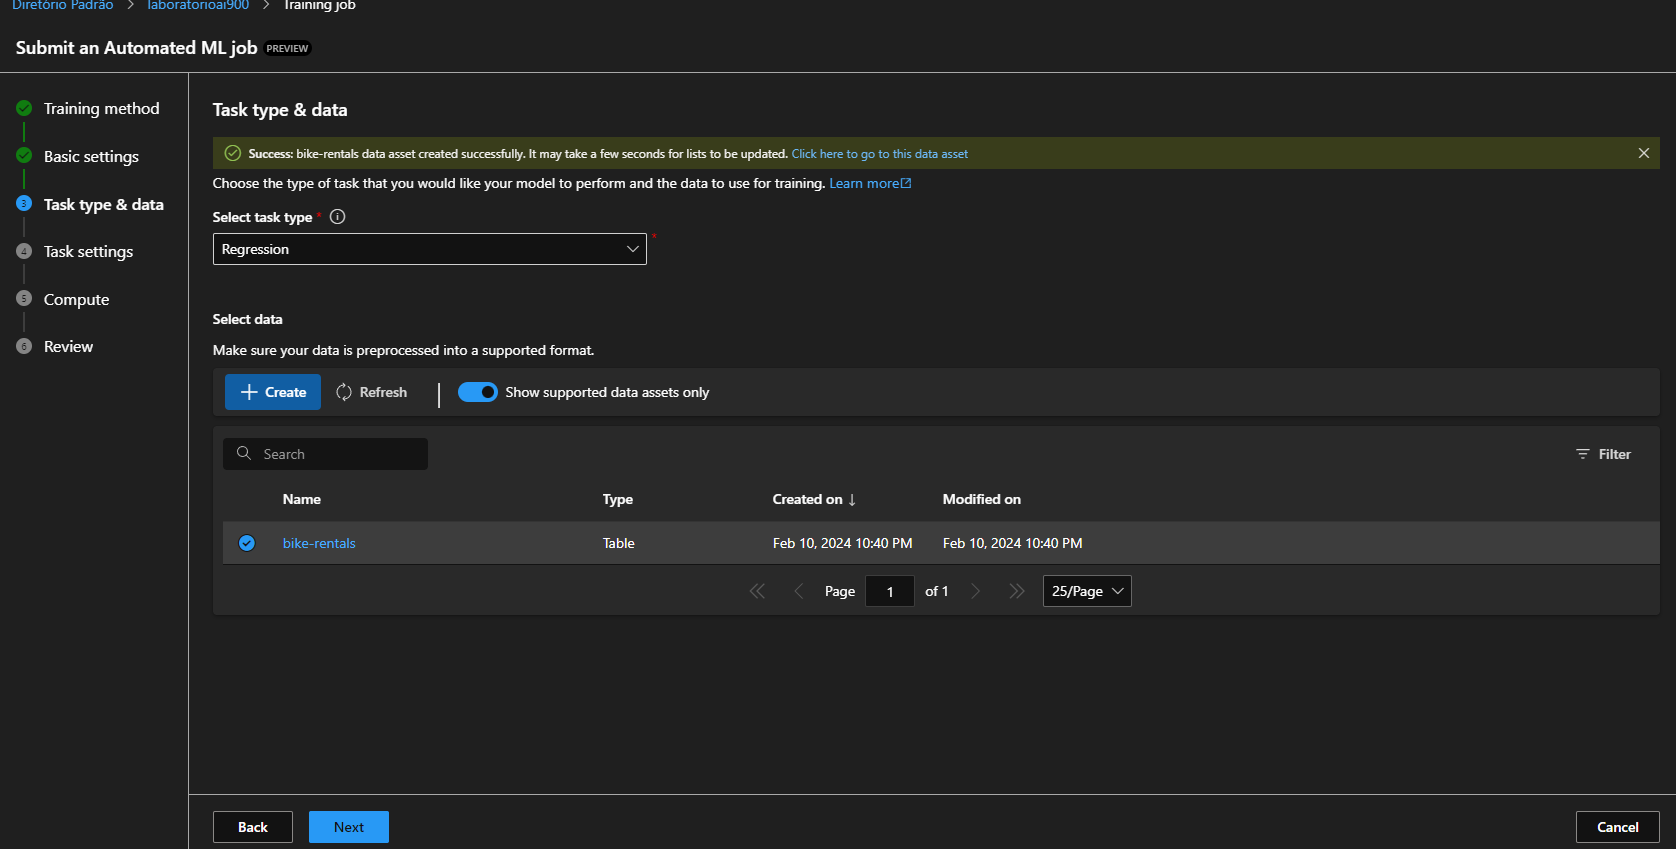 Diretório Padrão > laboratorioai900 > Training job
Submit an Automated ML job PREVIEW
Training method
Basic settings
3 Task type & data
4 Task settings
5 Compute
6 Review
Task type & data
Success: bike-rentals data asset created successfully. It may take a few seconds for lists to be updated. Click here to go to this data asset
Choose the type of task that you would like your model to perform and the data to use for training. Learn more
Select task type *
Regression *
Select data
Make sure your data is preprocessed into a supported format.
+ Create Refresh | Show supported data assets only
Search Filter
Name Type Created on ↓ Modified on
bike-rentals Table Feb 10, 2024 10:40 PM Feb 10, 2024 10:40 PM
Page 1 of 1 25/Page
Back Next Cancel